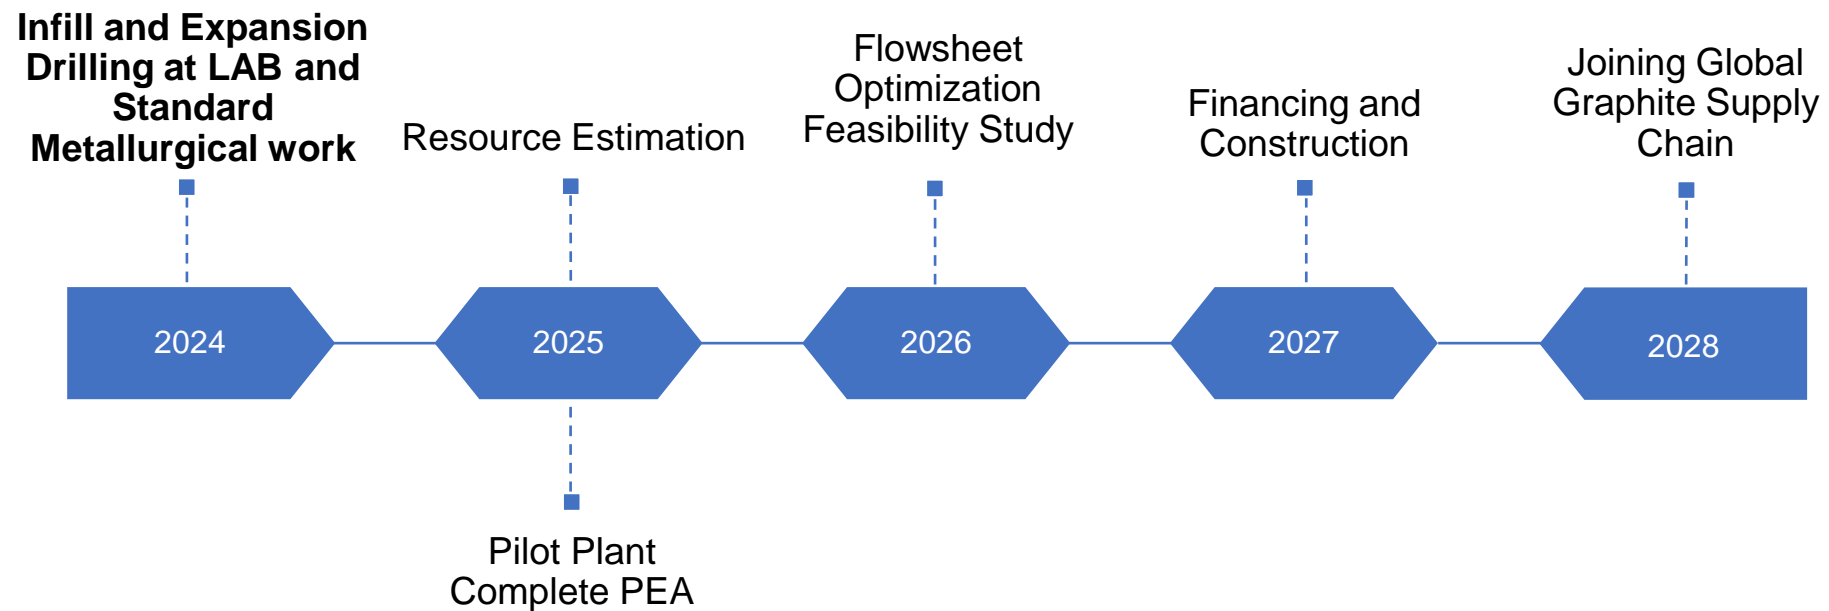 Infill and Expansion
Drilling at LAB and
Standard
Metallurgical work
Resource Estimation
Flowsheet
Optimization
Feasibility Study
Financing and
Construction
Joining Global
Graphite Supply
Chain
2024
2025
2026
2027
2028
Pilot Plant
Complete PEA